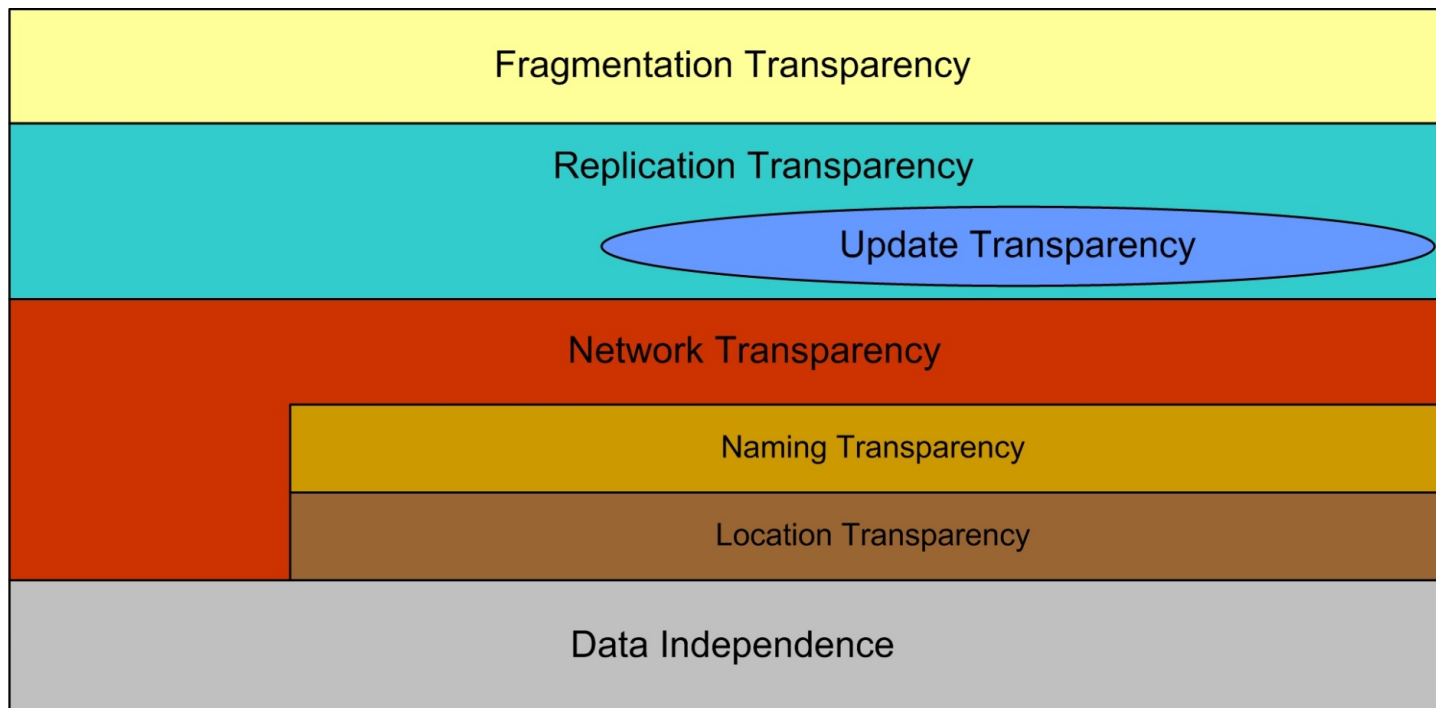 Fragmentation Transparency
Replication Transparency
Update Transparency
Network Transparency
Naming Transparency
Location Transparency
Data Independence